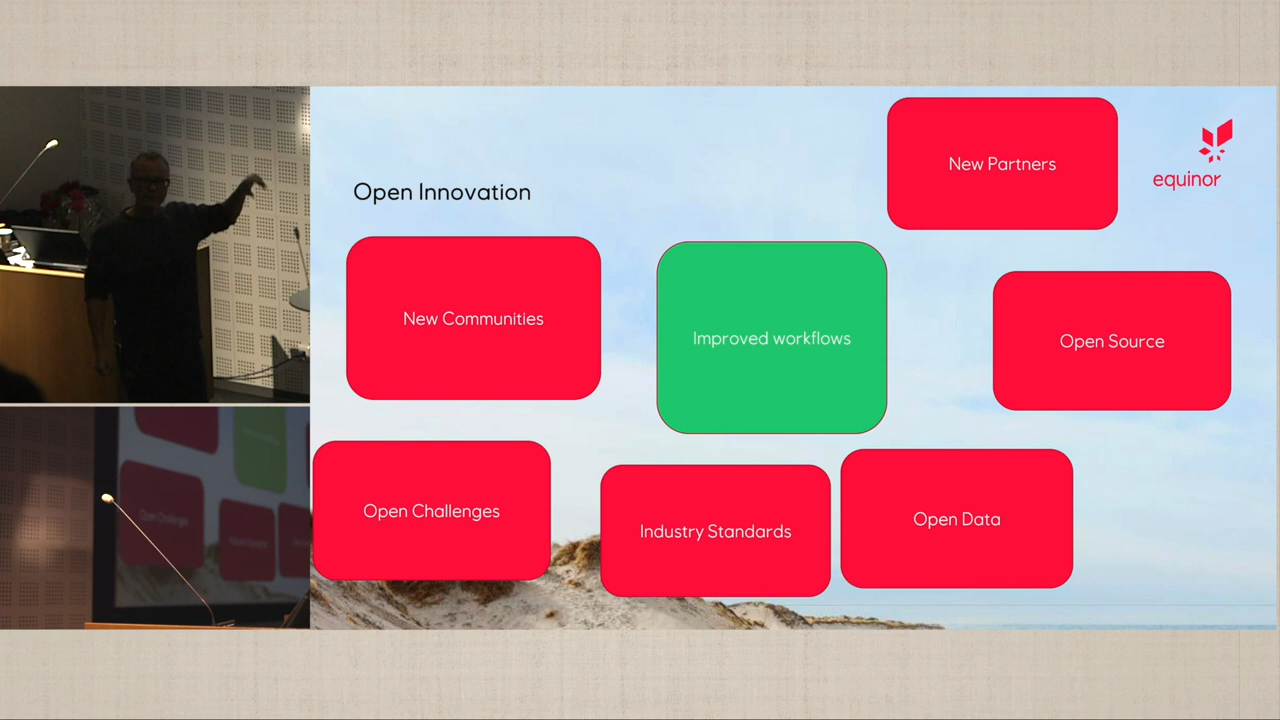 New Partners
equinor
Open Innovation
New Communities
Improved workflows
Open Source
Open Challenges
Industry Standards
Open Data